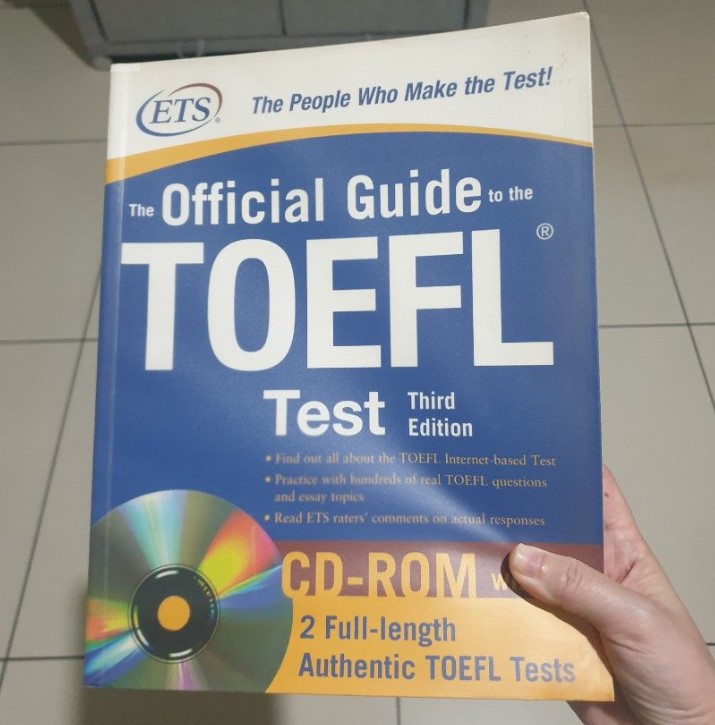 ETS®
The People Who Make the Test!
The Official Guide to the
TOEFL®
Test Third
Edition
• Find out all about the TOEFL Internet-based Test
• Practice with hundreds of real TOEFL questions
and essay topics
• Read ETS raters' comments on actual responses
CD-ROM
2 Full-length
Authentic TOEFL Tests